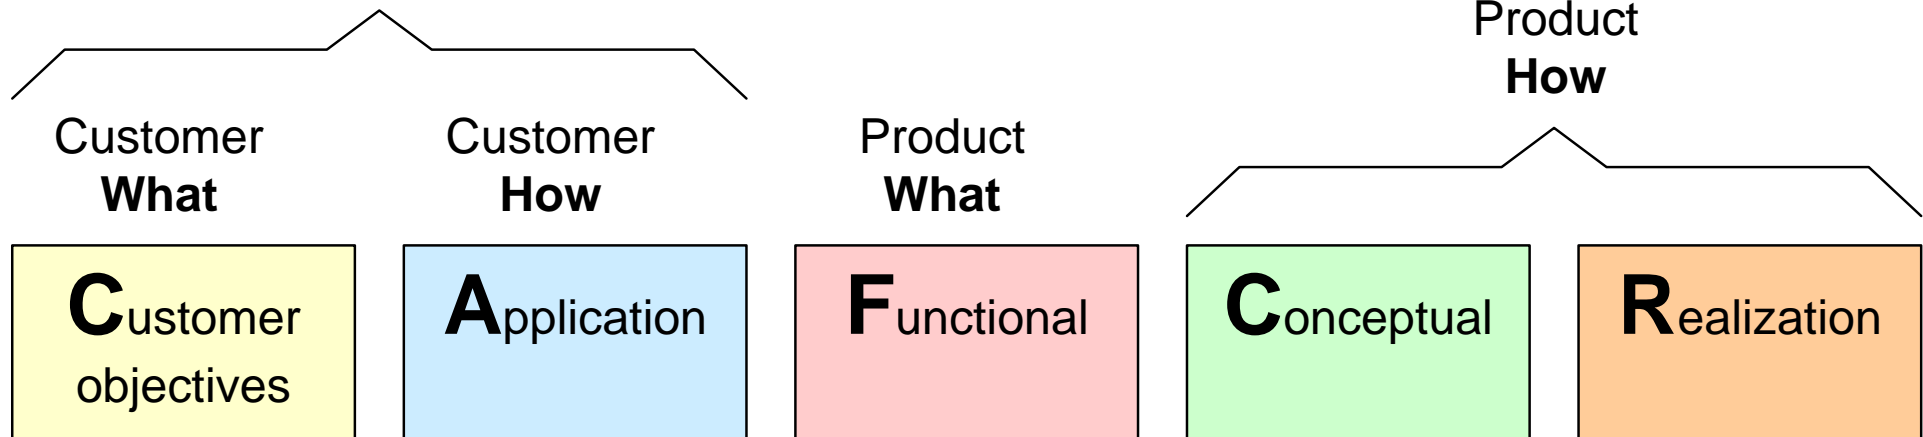 Product
How
Customer
What
Customer
How
Product
What
Customer
objectives
Application
Functional
Conceptual
Realization